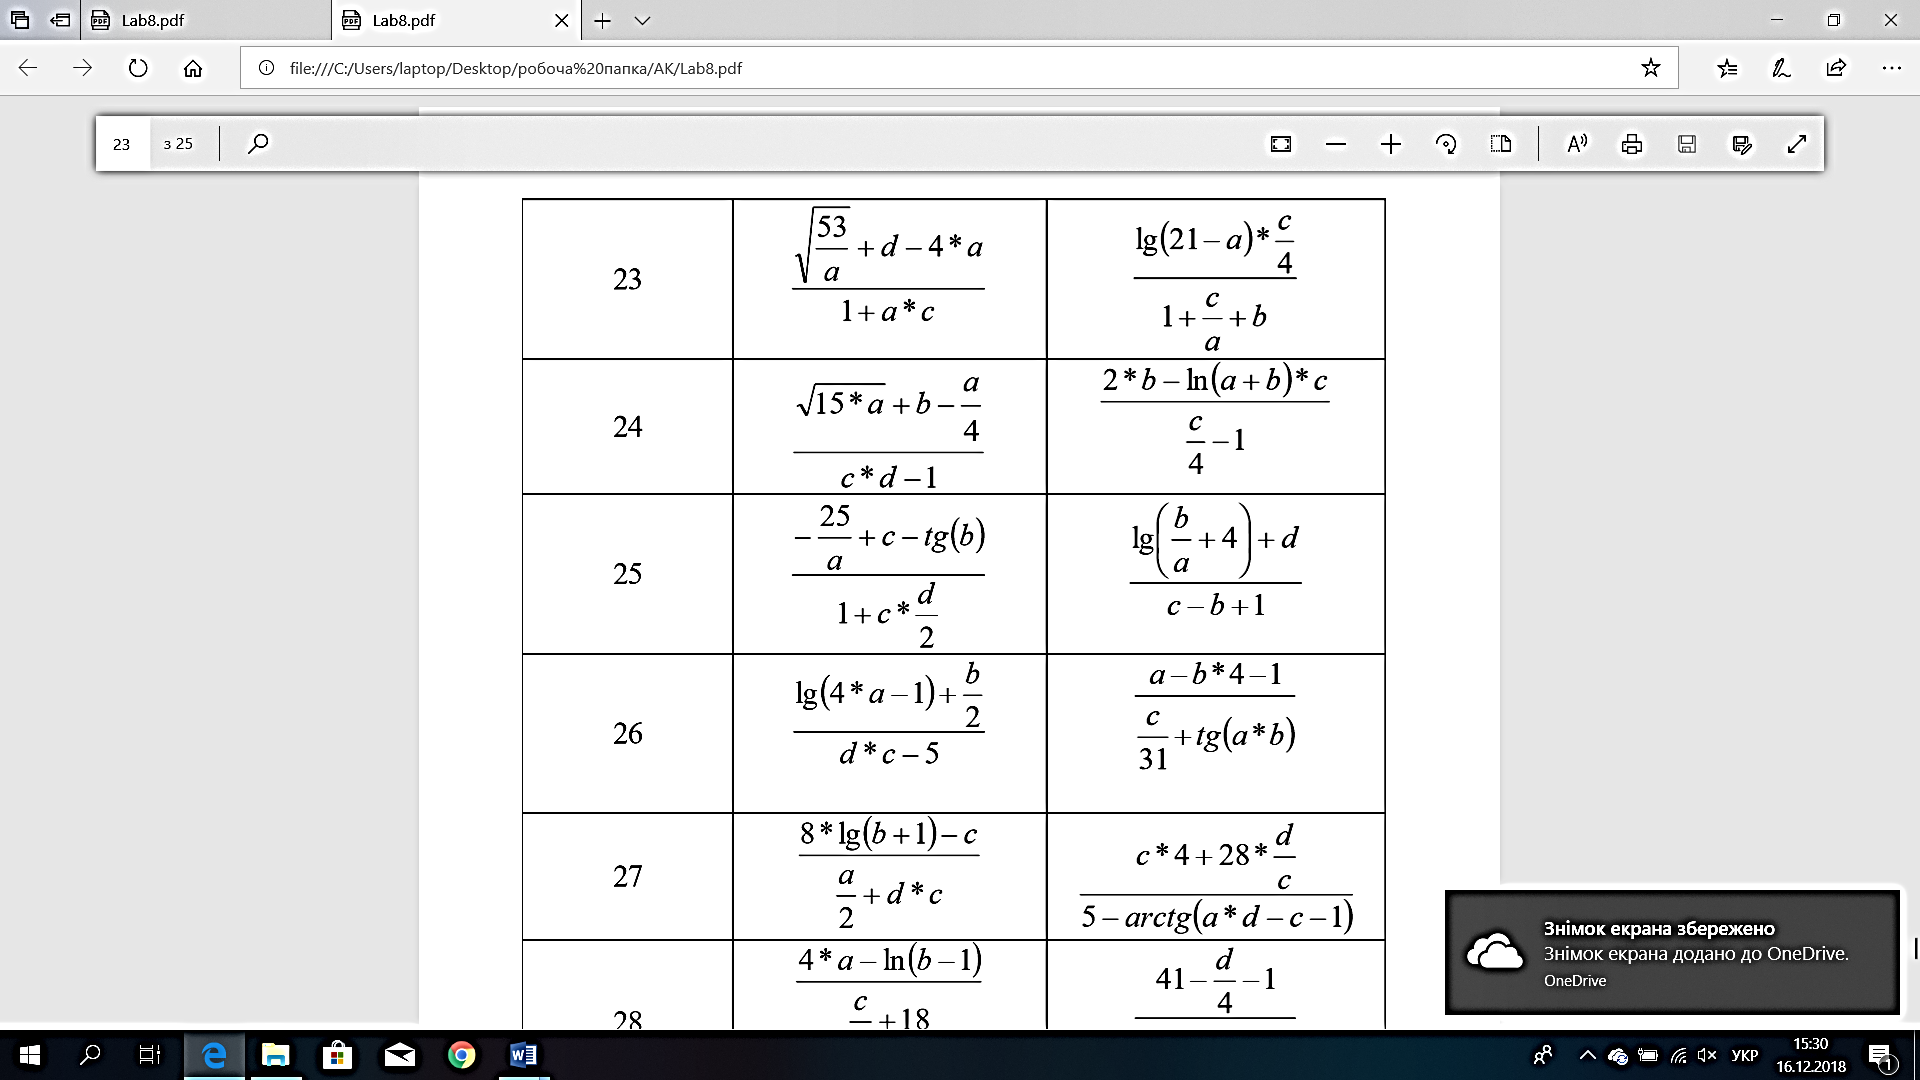 Lab8.pdf
Lab8.pdf
file:///C:/Users/laptop/Desktop/робоча%20папка/АК/Lab8.pdf
23 з 25
23
√(53/a) + d − 4 * a
1 + a * c
lg(21 − a) * c/4
1 + c/a + b
24
√(15 * a) + b − a/4
c * d − 1
2 * b − ln(a + b) * c
c/4 − 1
25
− 25/a + c − tg(b)
1 + c * d/2
lg(b/a + 4) + d
c − b + 1
26
lg(4 * a − 1) + b/2
d * c − 5
a − b * 4 − 1
c/31 + tg(a * b)
27
8 * lg(b + 1) − c
a/2 + d * c
c * 4 + 28 * d/c
5 − arctg(a * d − c − 1)
28
4 * a − ln(b − 1)
c + 18
41 − d/4 − 1
Знімок екрана збережено
Знімок екрана додано до OneDrive.
OneDrive
УКР
15:30
16.12.2018
1